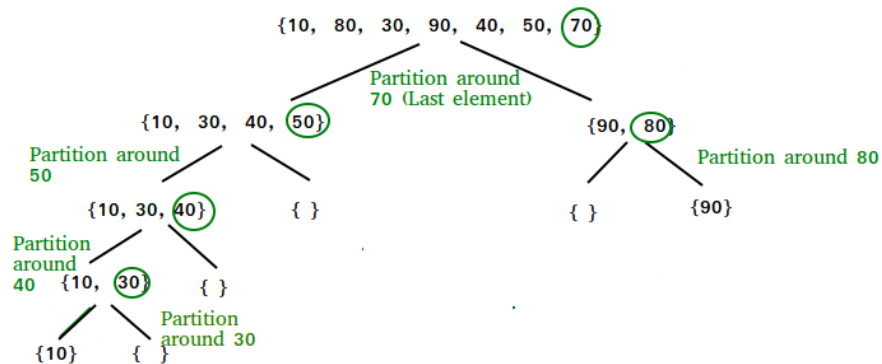 {10, 80, 30, 90, 40, 50, 70}
Partition around
70 (Last element)
{10, 30, 40, 50}
{90, 80}
Partition around
50
Partition around 80
{10, 30, 40}
{ }
{ }
{90}
Partition
around
40
{10, 30}
{ }
Partition
around 30
{10}
{ }